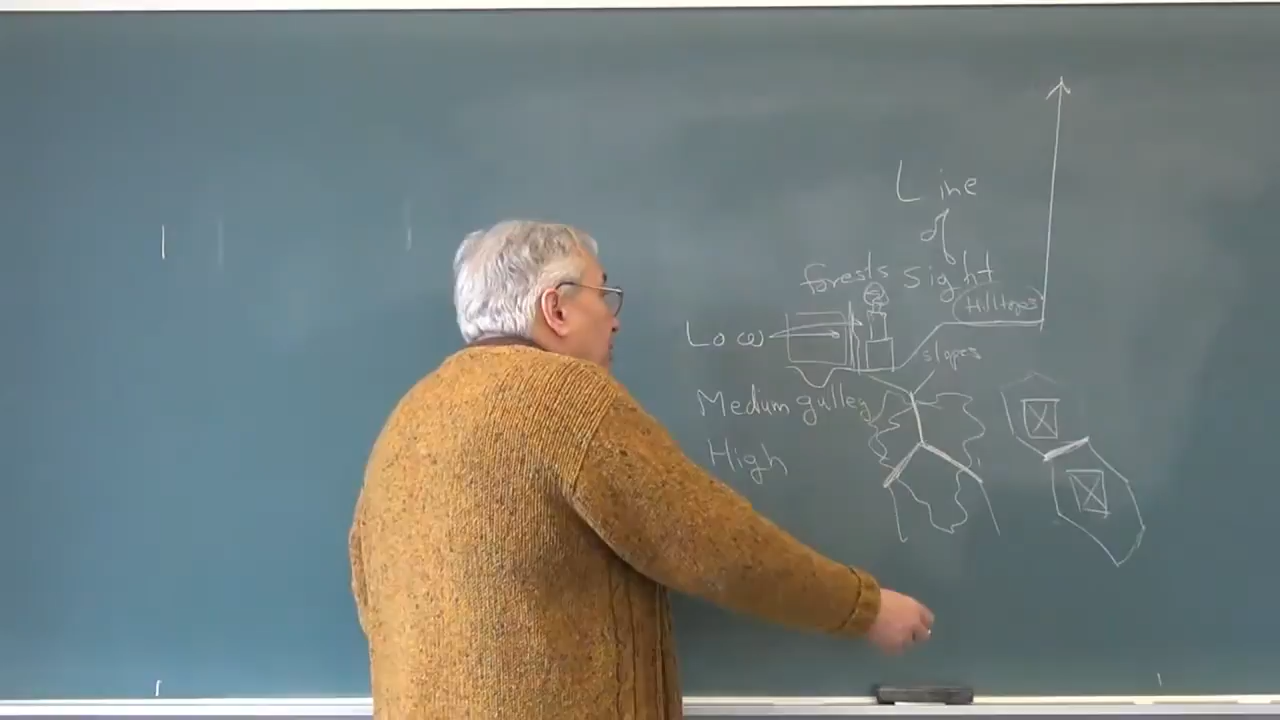 Line
of
forests sight
Hilltops
Low
slopes
Medium gulley
High